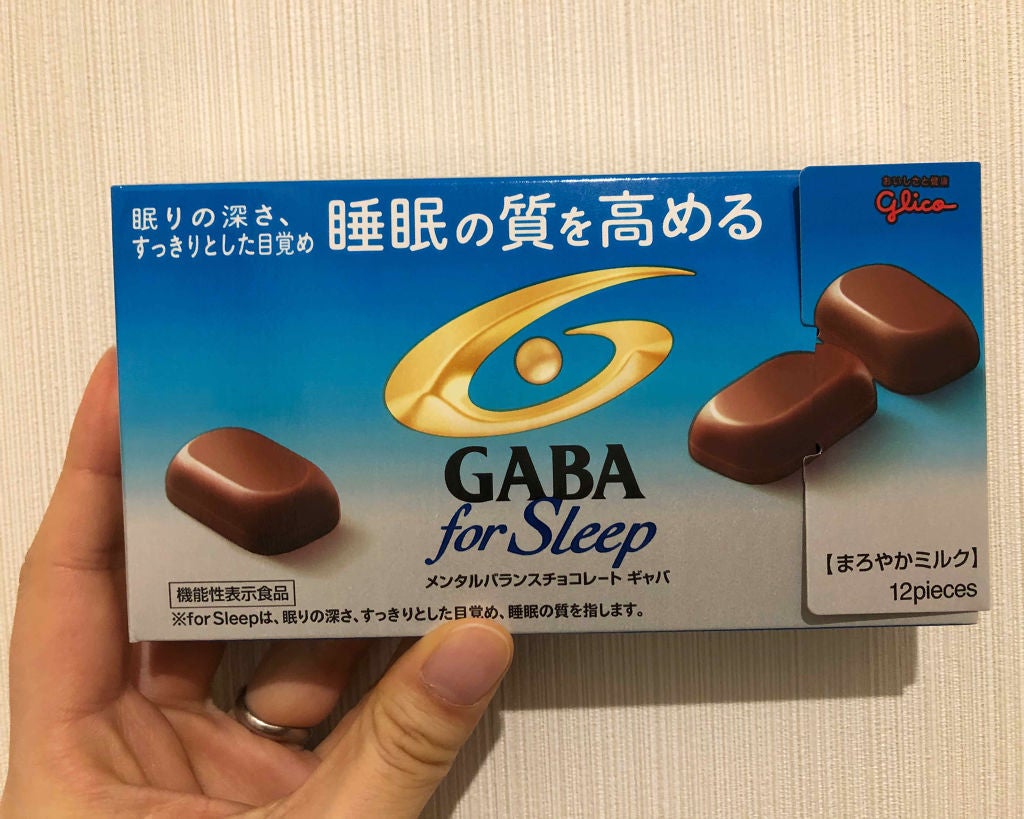 眠りの深さ、
すっきりとした目覚め
睡眠の質を高める
おいしさと健康
Glico
GABA
for Sleep
メンタルバランスチョコレート ギャバ
【まろやかミルク】
12pieces
機能性表示食品
※for Sleepは、眠りの深さ、すっきりとした目覚め、睡眠の質を指します。